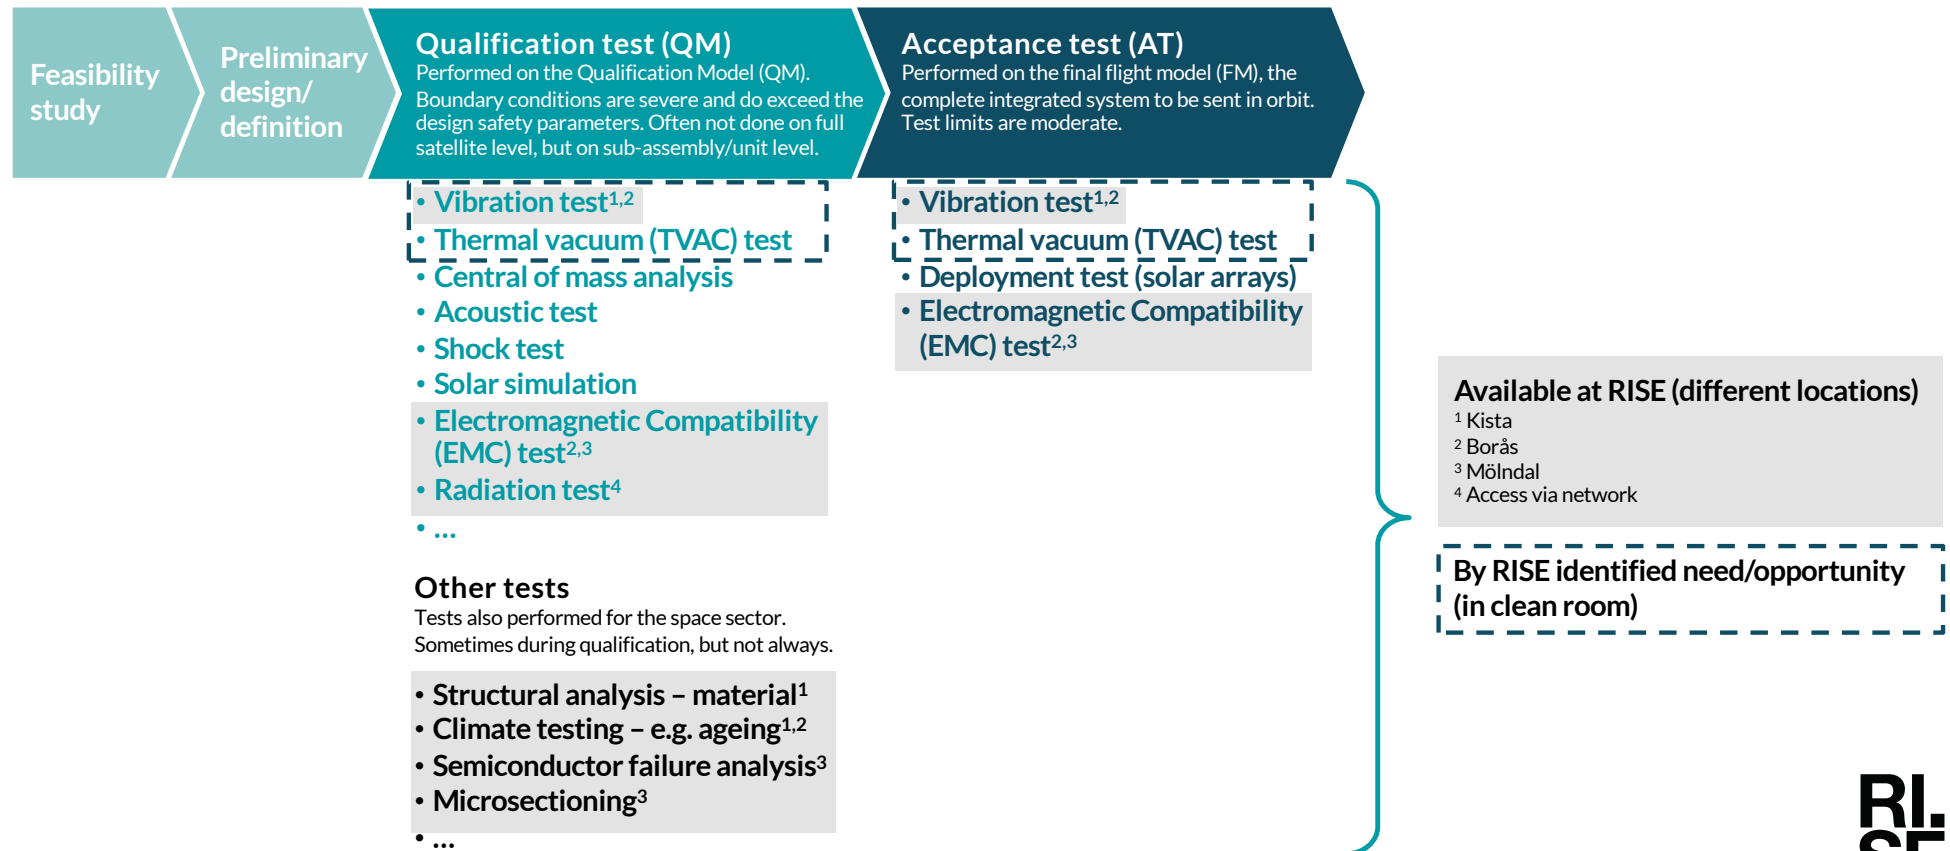 Feasibility
study
Preliminary
design/
definition
Qualification test (QM)
Performed on the Qualification Model (QM).
Boundary conditions are severe and do exceed the
design safety parameters. Often not done on full
satellite level, but on sub-assembly/unit level.
Acceptance test (AT)
Performed on the final flight model (FM), the
complete integrated system to be sent in orbit.
Test limits are moderate.
• Vibration test¹,²
• Thermal vacuum (TVAC) test
• Central of mass analysis
• Acoustic test
• Shock test
• Solar simulation
• Electromagnetic Compatibility
(EMC) test²,³
• Radiation test⁴
• ...
• Vibration test¹,²
• Thermal vacuum (TVAC) test
• Deployment test (solar arrays)
• Electromagnetic Compatibility
(EMC) test²,³
Other tests
Tests also performed for the space sector.
Sometimes during qualification, but not always.
• Structural analysis – material¹
• Climate testing – e.g. ageing¹,²
• Semiconductor failure analysis³
• Microsectioning³
• ...
Available at RISE (different locations)
¹ Kista
² Borås
³ Mölndal
⁴ Access via network
By RISE identified need/opportunity
(in clean room)
RI.
SE